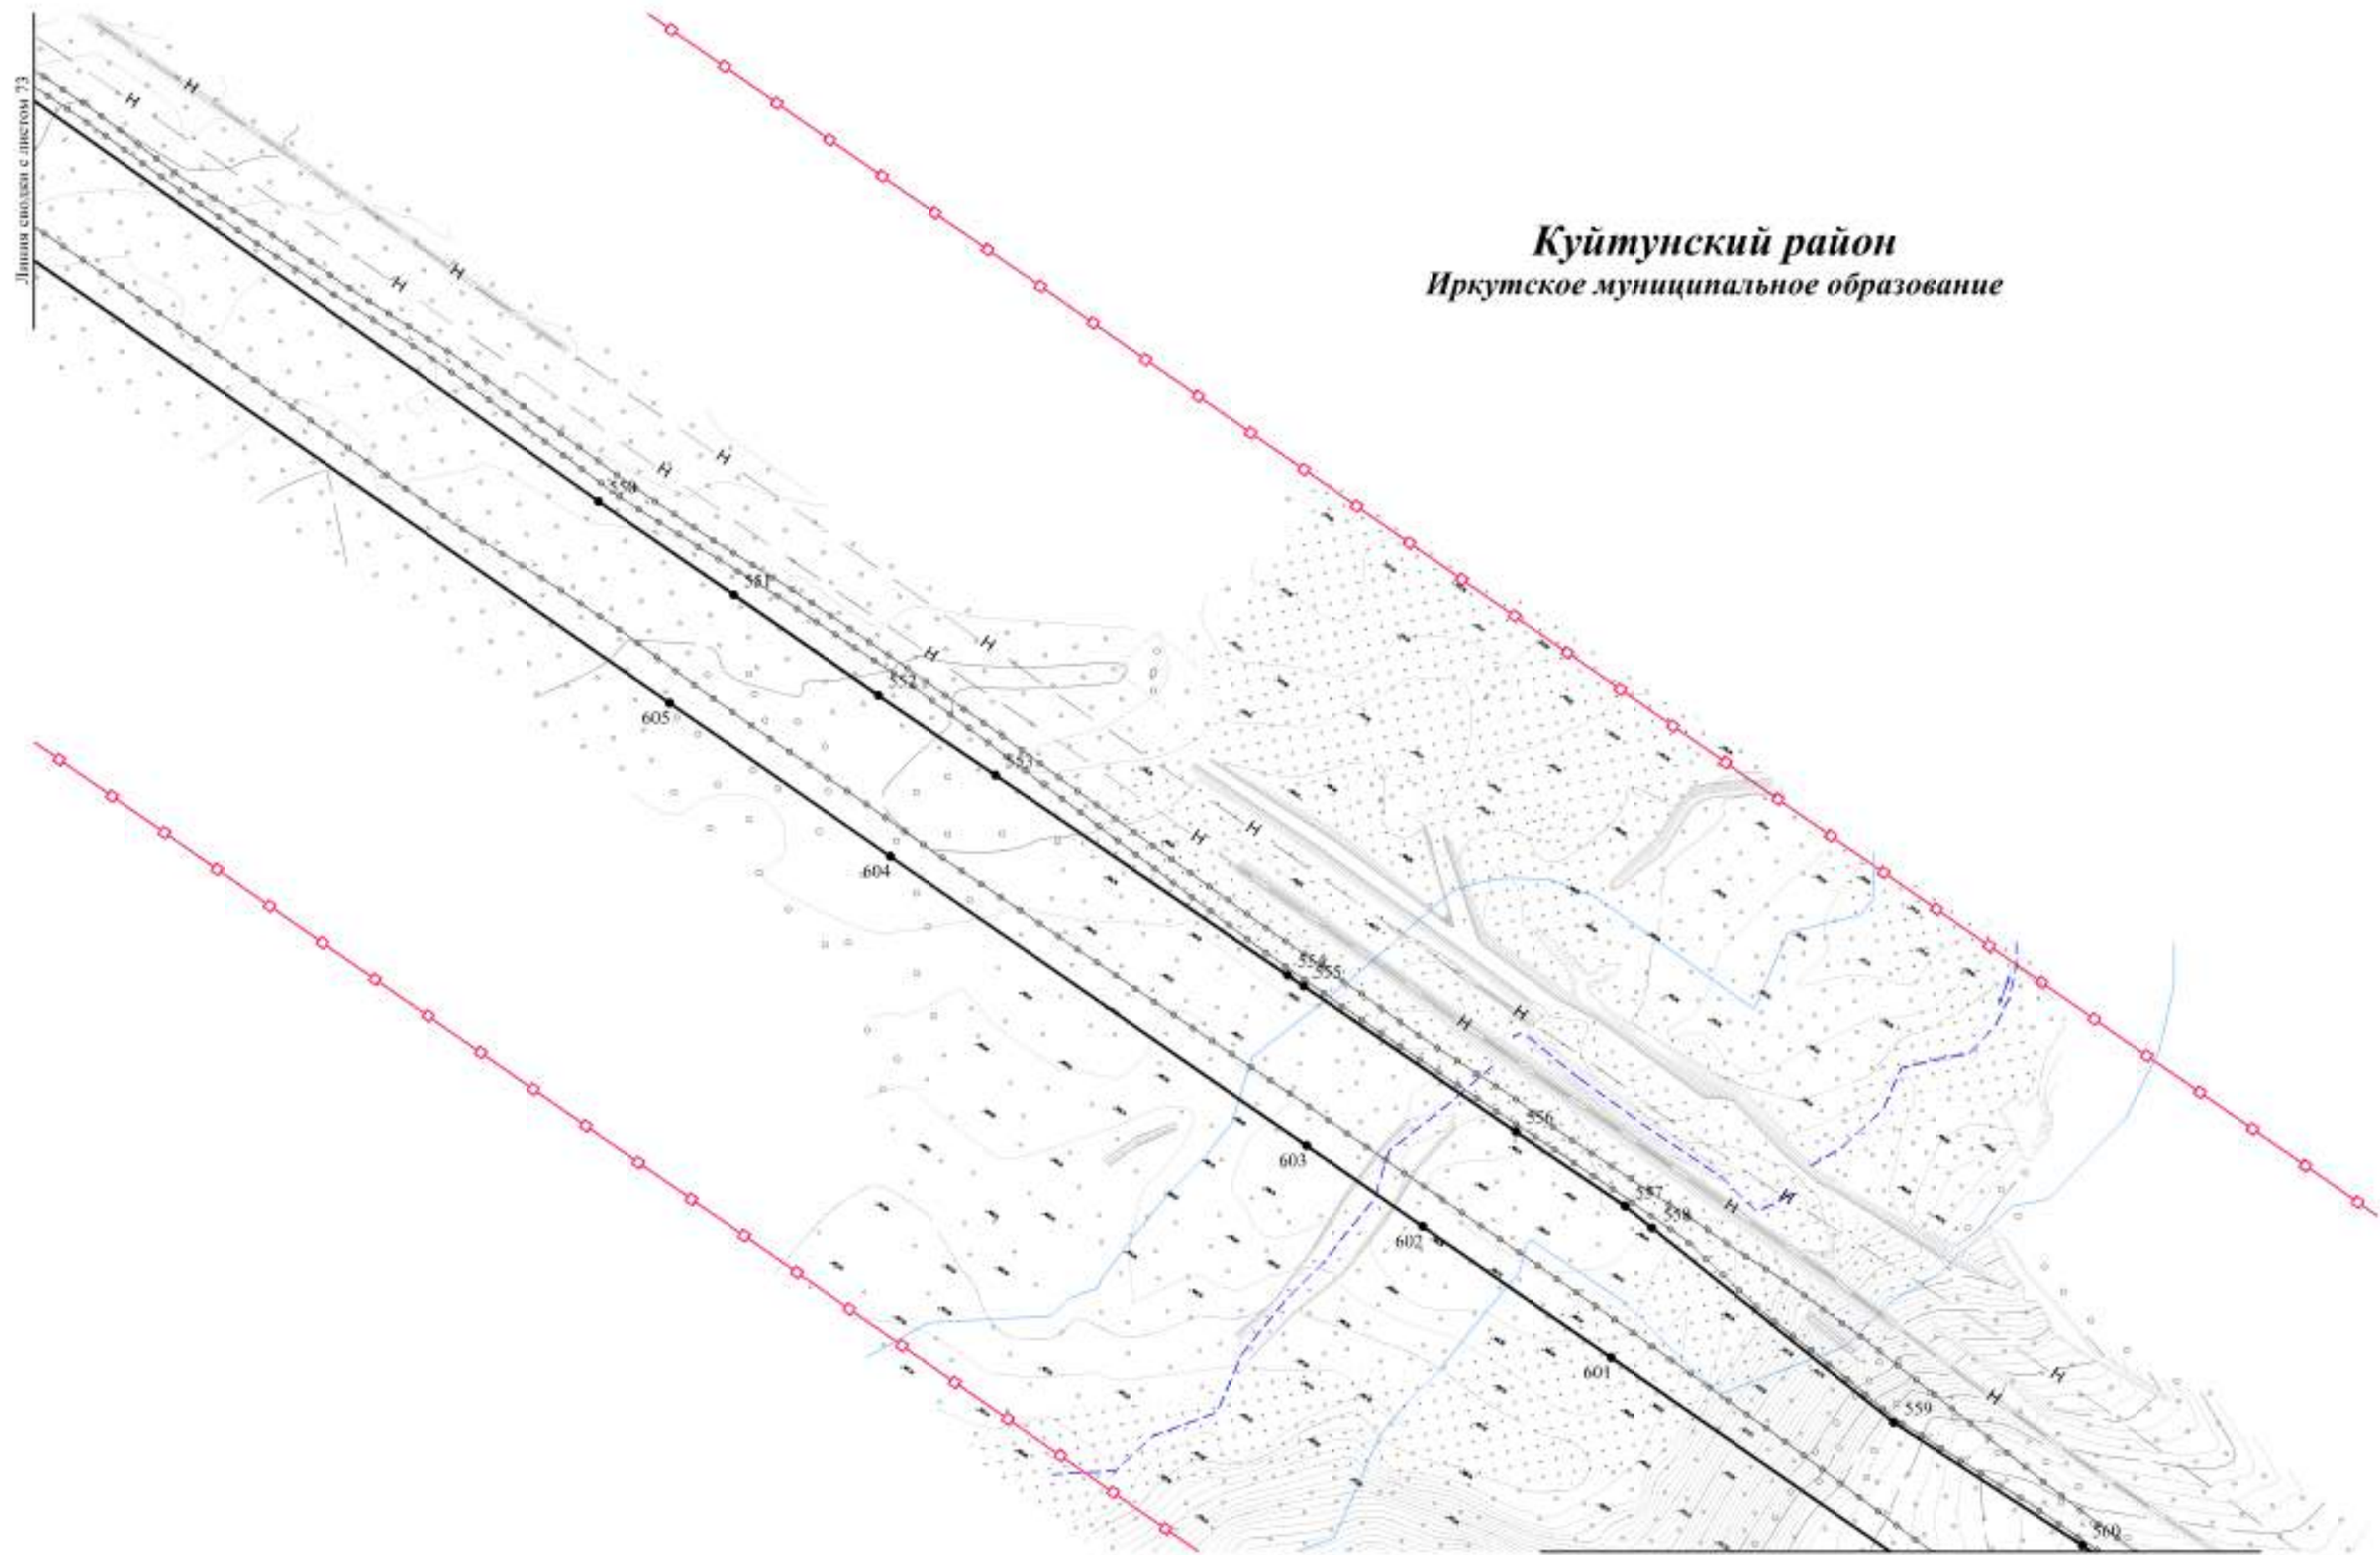 Линия сводки с листом 73
Куйтунский район
Иркутское муниципальное образование
Н
Н
Н
Н
Н
Н
550
551
Н
Н
552
605
553
Н
Н
604
554
555
Н
Н
556
603
557
Н
558
602
601
Н
Н
559
560